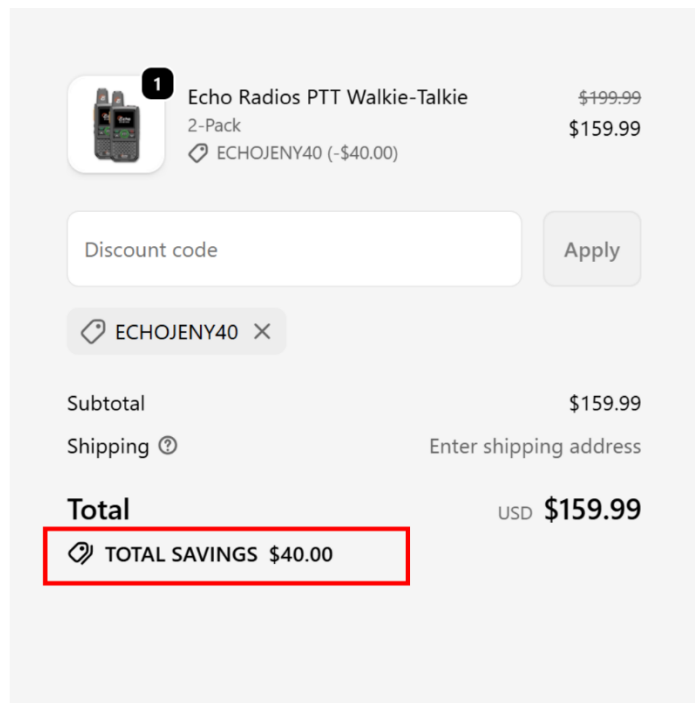 1
Echo Radios PTT Walkie-Talkie $199.99
2-Pack $159.99
ECHOJENY40 (-$40.00)
Discount code Apply
ECHOJENY40
Subtotal $159.99
Shipping Enter shipping address
Total USD $159.99
TOTAL SAVINGS $40.00